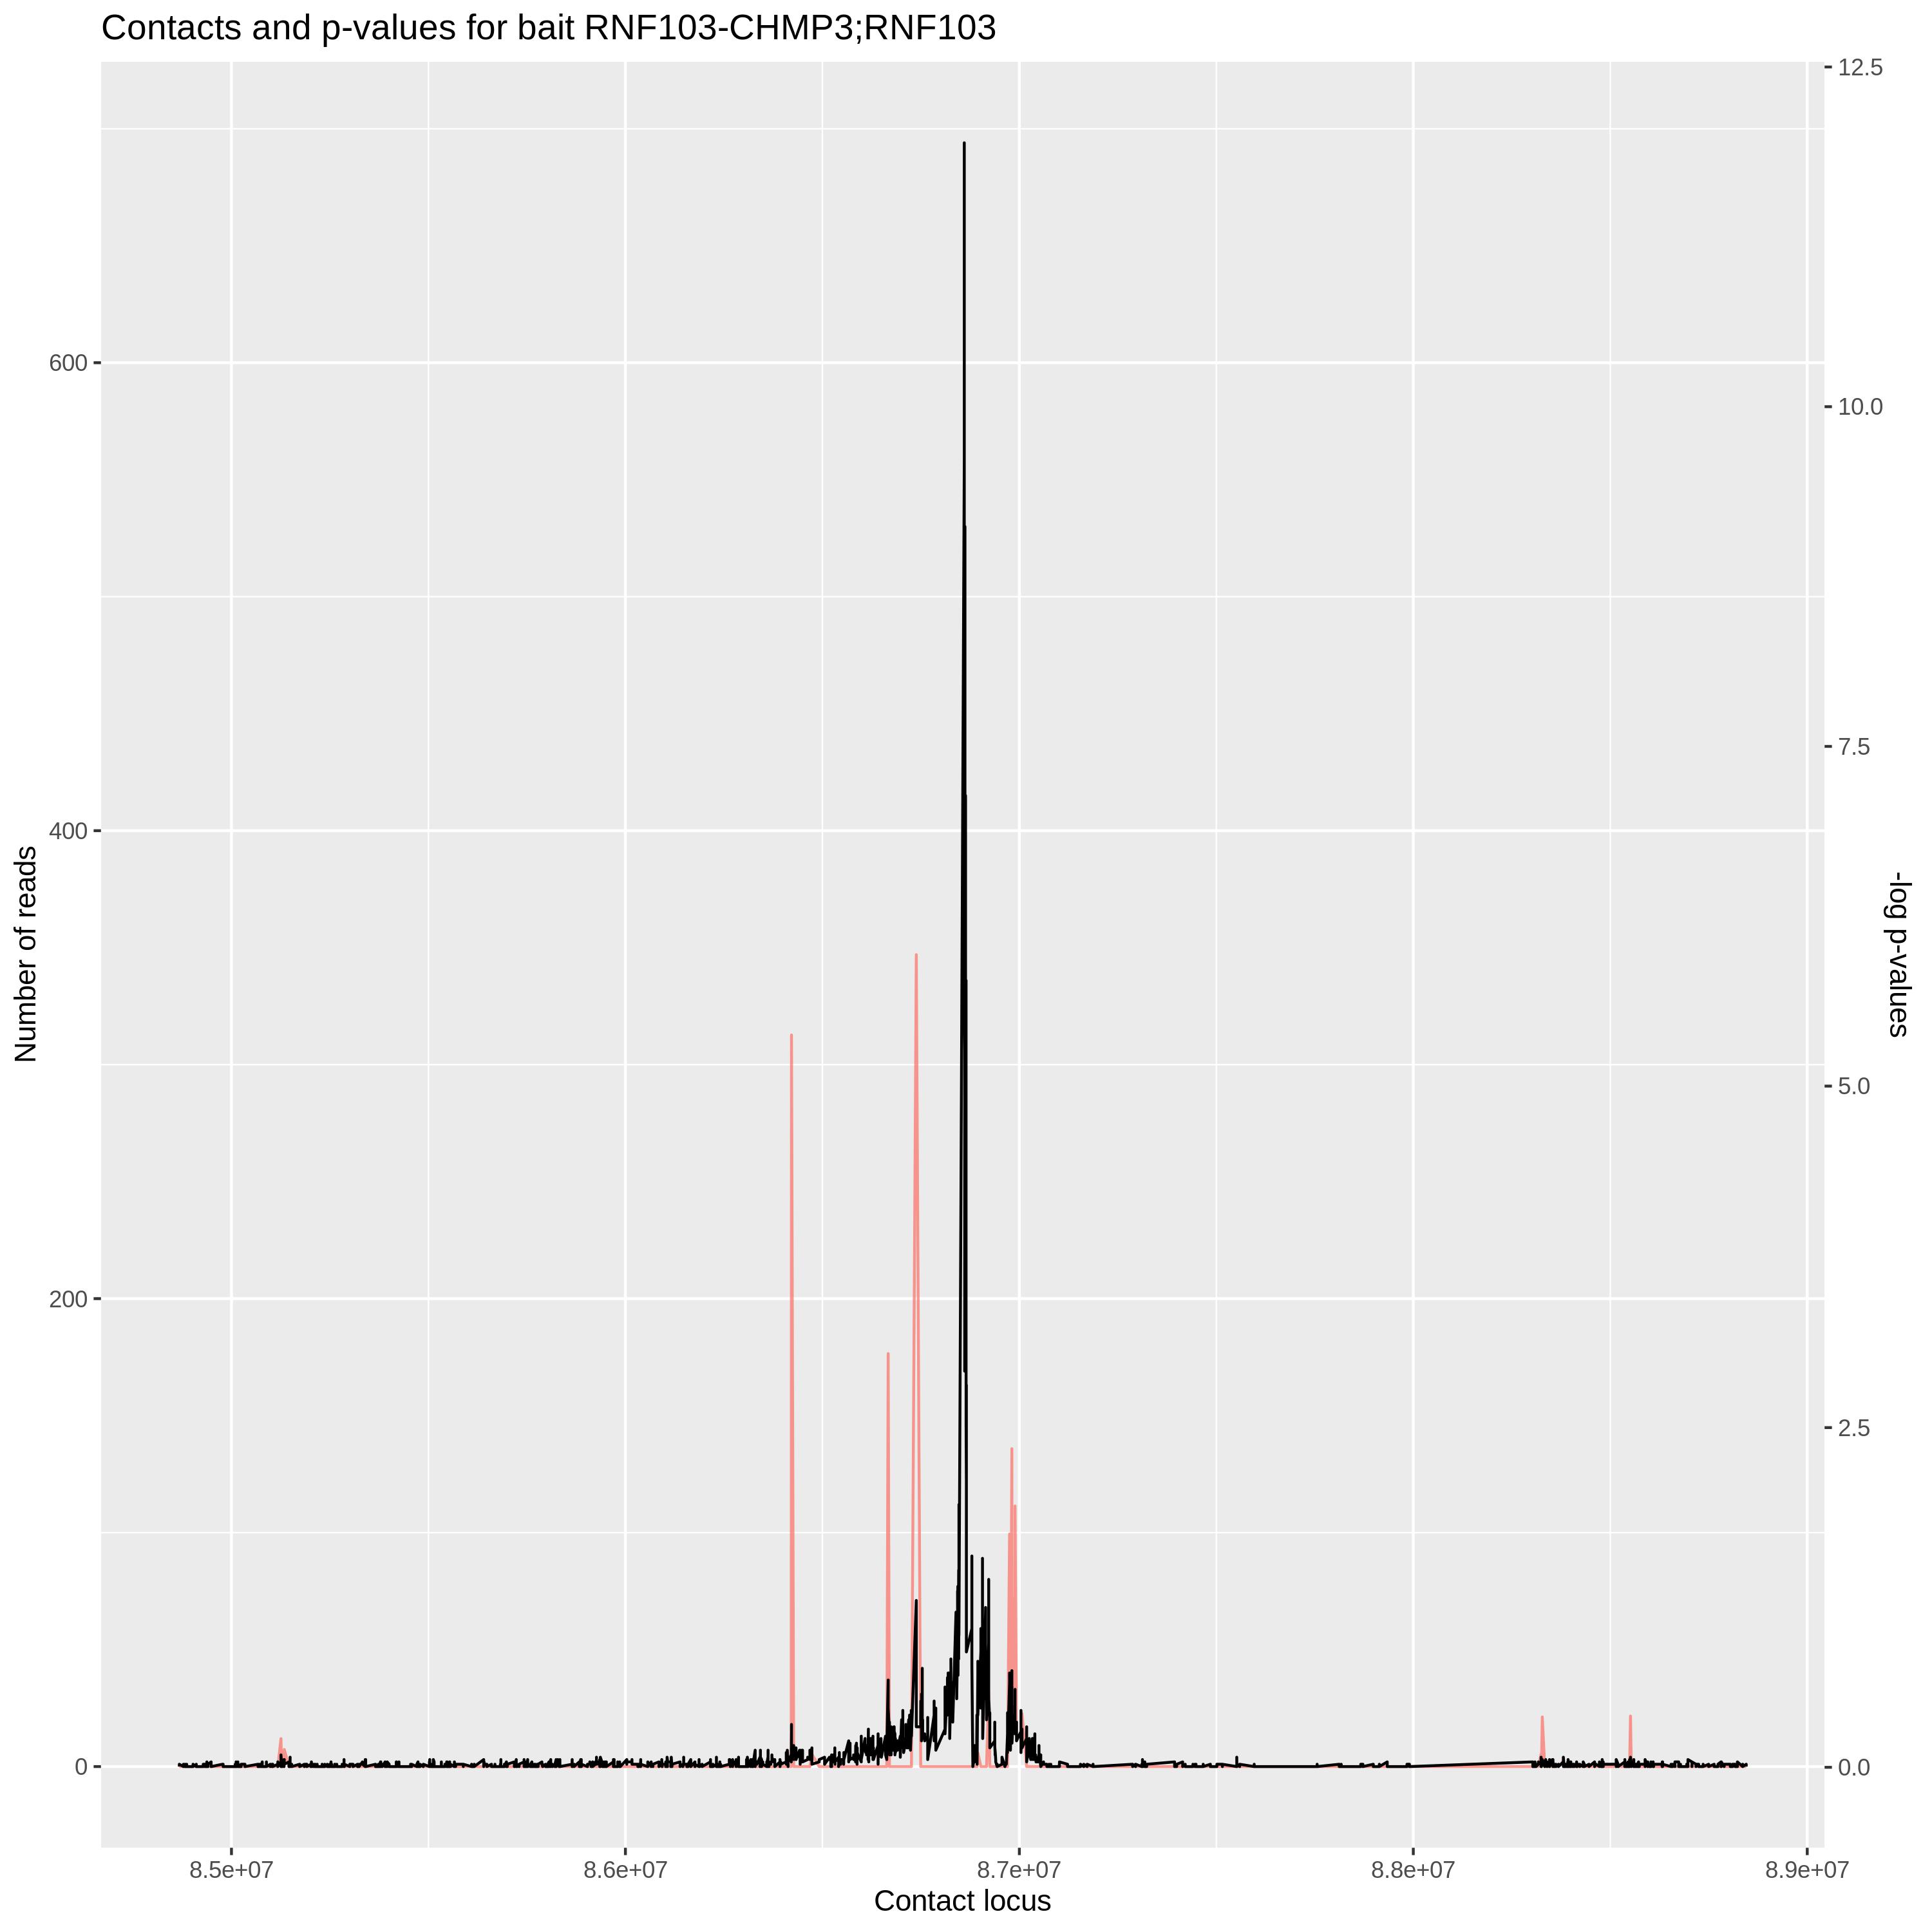 Contacts and p-values for bait RNF103-CHMP3;RNF103
12.5
600
10.0
7.5
400
Number of reads
-log p-values
5.0
200
2.5
0
0.0
8.5e+07
8.6e+07
8.7e+07
8.8e+07
8.9e+07
Contact locus